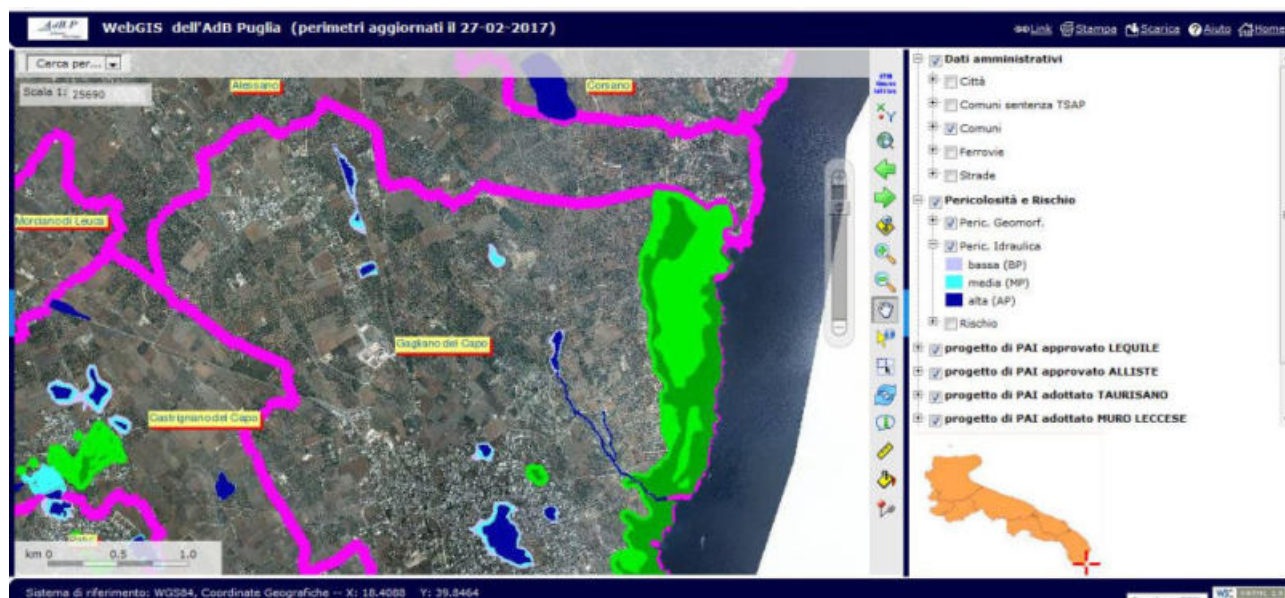 AdB P
WebGIS dell'AdB Puglia (perimetri aggiornati il 27-02-2017)
Link Stampa Scarica Aiuto Home
Cerca per...
Scala 1: 25690
Alessano
Corsano
Morciano di Leuca
Gagliano del Capo
Castrignano del Capo
km 0 0.5 1.0
Dati amministrativi
Città
Comuni sentenza TSAP
Comuni
Ferrovie
Strade
Pericolosità e Rischio
Peric. Geomorf.
Peric. Idraulica
bassa (BP)
media (MP)
alta (AP)
Rischio
progetto di PAI approvato LEQUILE
progetto di PAI approvato ALLISTE
progetto di PAI adottato TAURISANO
progetto di PAI adottato MURO LECCESE
Sistema di riferimento: WGS84, Coordinate Geografiche -- X: 18.4088 Y: 39.8464